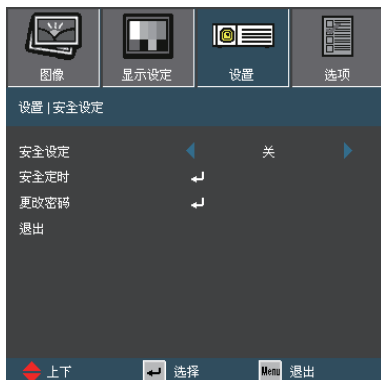 图像 显示设定 设置 选项
设置 | 安全设定
安全设定 关
安全定时
更改密码
退出
上下 选择 Menu 退出